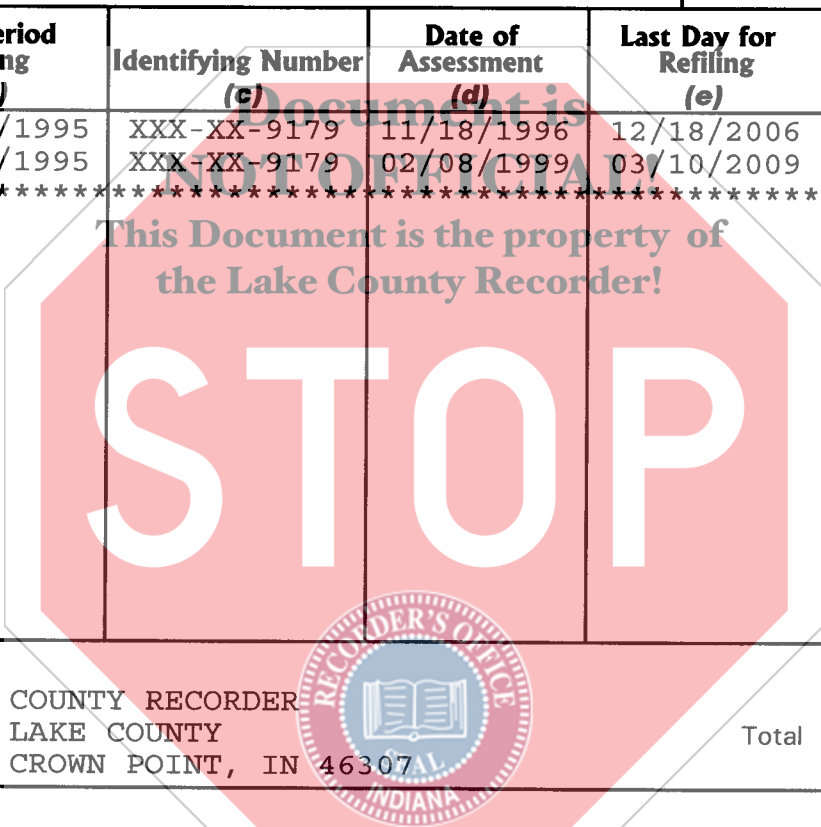 eriod
ng
)
Identifying Number
(c)
Date of
Assessment
(d)
Last Day for
Refiling
(e)
/1995 XXX-XX-9179 11/18/1996 12/18/2006
/1995 XXX-XX-9179 02/08/1999 03/10/2009
****************************************************
Document is
NOT OFFICIAL!
This Document is the property of
the Lake County Recorder!
STOP
RECORDER'S OFFICE
SEAL
INDIANA
COUNTY RECORDER
LAKE COUNTY
CROWN POINT, IN 46307
Total